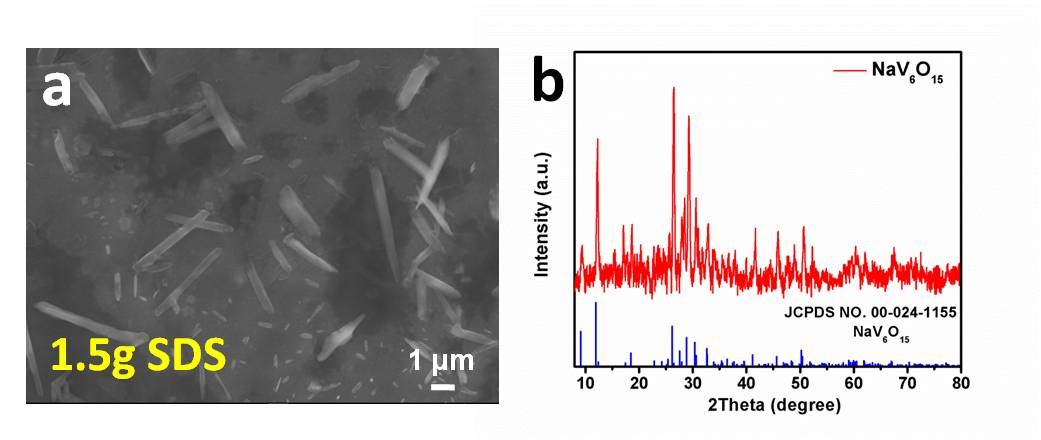 a
1.5g SDS
1 μm
b
NaV6O15
Intensity (a.u.)
JCPDS NO. 00-024-1155
NaV6O15
10 20 30 40 50 60 70 80
2Theta (degree)